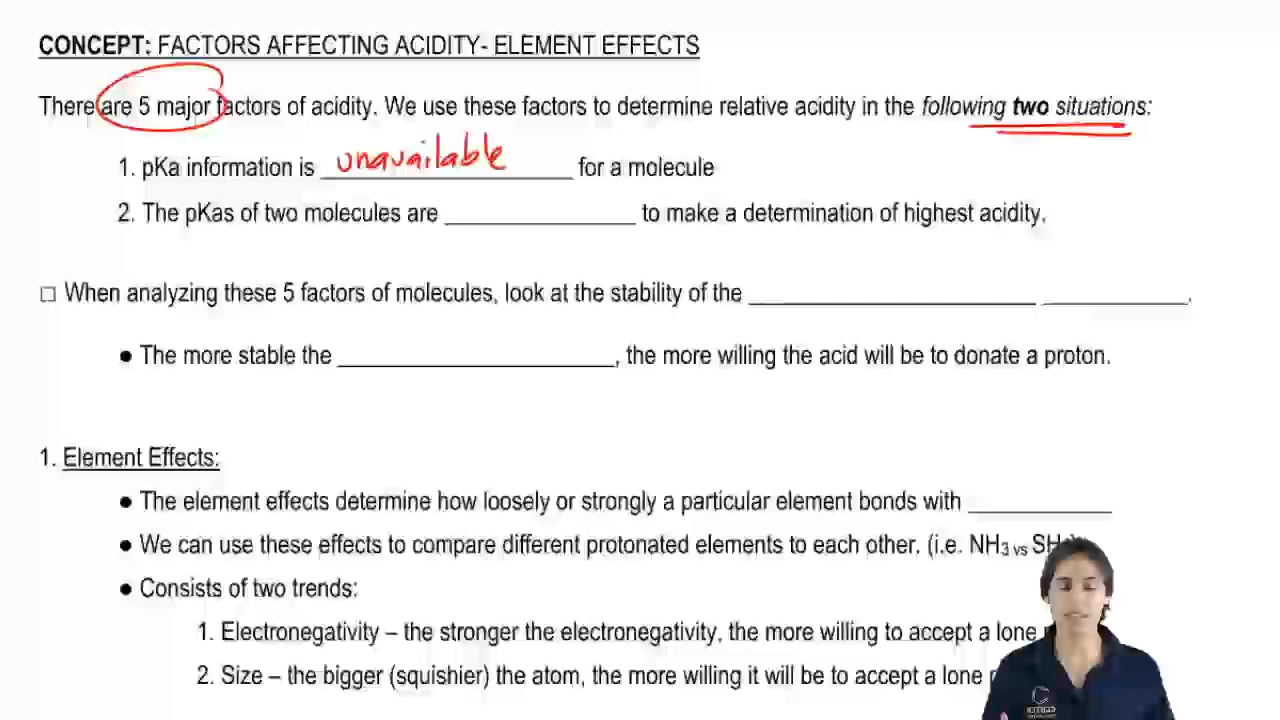 CONCEPT: FACTORS AFFECTING ACIDITY- ELEMENT EFFECTS
There are 5 major factors of acidity. We use these factors to determine relative acidity in the following two situations:
1. pKa information is unavailable for a molecule
2. The pKas of two molecules are ______________ to make a determination of highest acidity.
□ When analyzing these 5 factors of molecules, look at the stability of the ____________________ __________.
● The more stable the ____________________, the more willing the acid will be to donate a proton.
1. Element Effects:
● The element effects determine how loosely or strongly a particular element bonds with __________
● We can use these effects to compare different protonated elements to each other. (i.e. NH3 vs
● Consists of two trends:
1. Electronegativity – the stronger the electronegativity, the more willing to accept a lone
2. Size – the bigger (squishier) the atom, the more willing it will be to accept a lone